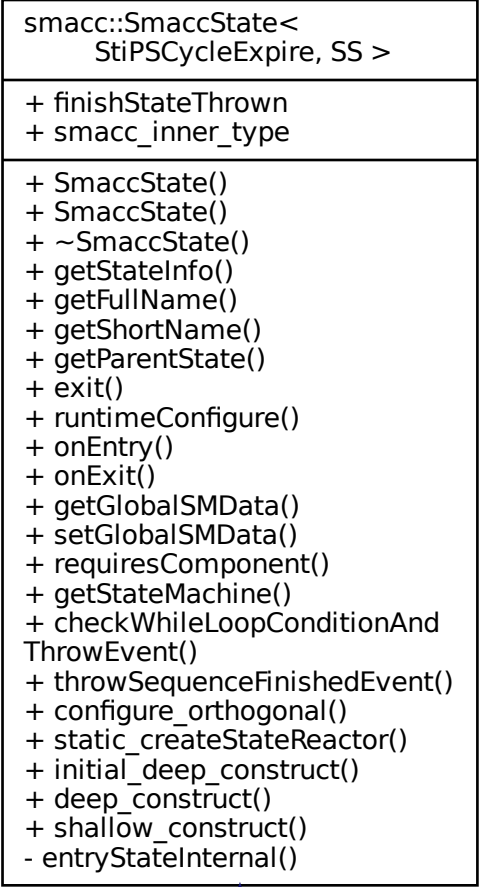 smacc::SmaccState<
StiPSCycleExpire, SS >
+ finishStateThrown
+ smacc_inner_type
+ SmaccState()
+ SmaccState()
+ ~SmaccState()
+ getStateInfo()
+ getFullName()
+ getShortName()
+ getParentState()
+ exit()
+ runtimeConfigure()
+ onEntry()
+ onExit()
+ getGlobalSMData()
+ setGlobalSMData()
+ requiresComponent()
+ getStateMachine()
+ checkWhileLoopConditionAnd
ThrowEvent()
+ throwSequenceFinishedEvent()
+ configure_orthogonal()
+ static_createStateReactor()
+ initial_deep_construct()
+ deep_construct()
+ shallow_construct()
- entryStateInternal()